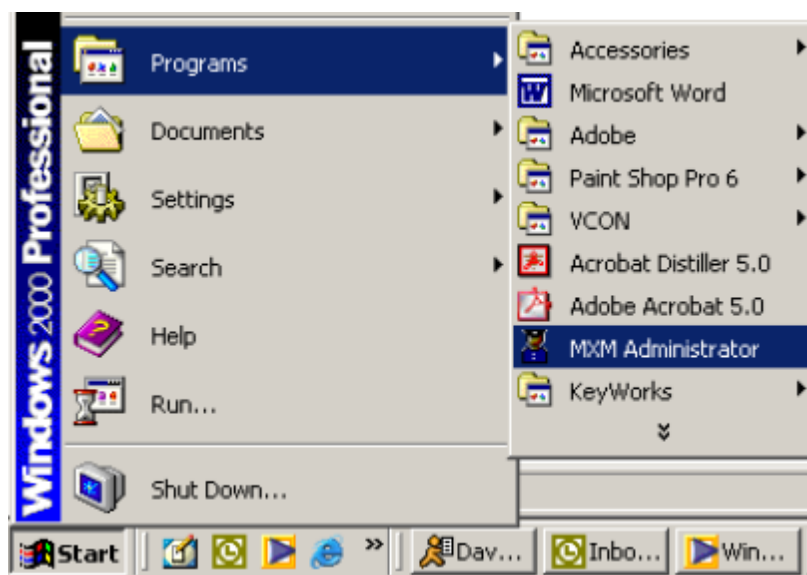 Windows 2000 Professional
Programs
Documents
Settings
Search
Help
Run...
Shut Down...
Accessories
Microsoft Word
Adobe
Paint Shop Pro 6
VCON
Acrobat Distiller 5.0
Adobe Acrobat 5.0
MXM Administrator
KeyWorks
Start
Dav...
Inbo...
Win...